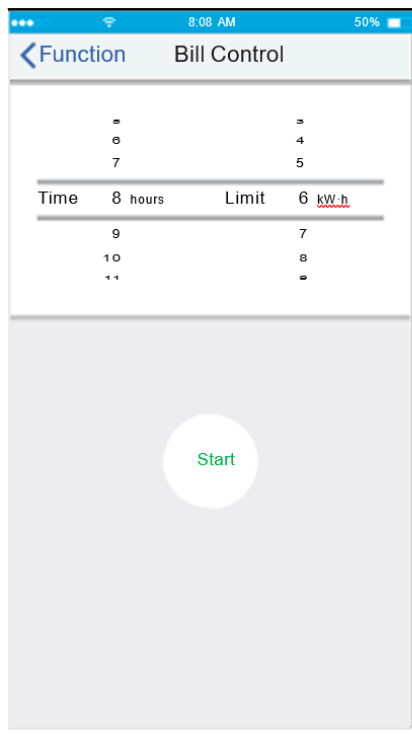 8:08 AM 50%
Function Bill Control
6 4
7 5
Time 8 hours Limit 6 kW·h
9 7
10 8
11
Start